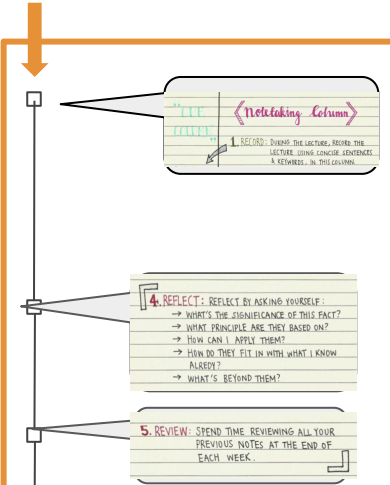 "CUE
COLUMN"
Notetaking Column
1. RECORD: DURING THE LECTURE, RECORD THE
LECTURE USING CONCISE SENTENCES
& KEYWORDS, IN THIS COLUMN
4. REFLECT: REFLECT BY ASKING YOURSELF:
→ WHAT'S THE SIGNIFICANCE OF THIS FACT?
→ WHAT PRINCIPLE ARE THEY BASED ON?
→ HOW CAN I APPLY THEM?
→ HOW DO THEY FIT IN WITH WHAT I KNOW
ALREDY?
→ WHAT'S BEYOND THEM?
5. REVIEW: SPEND TIME REVIEWING ALL YOUR
PREVIOUS NOTES AT THE END OF
EACH WEEK.